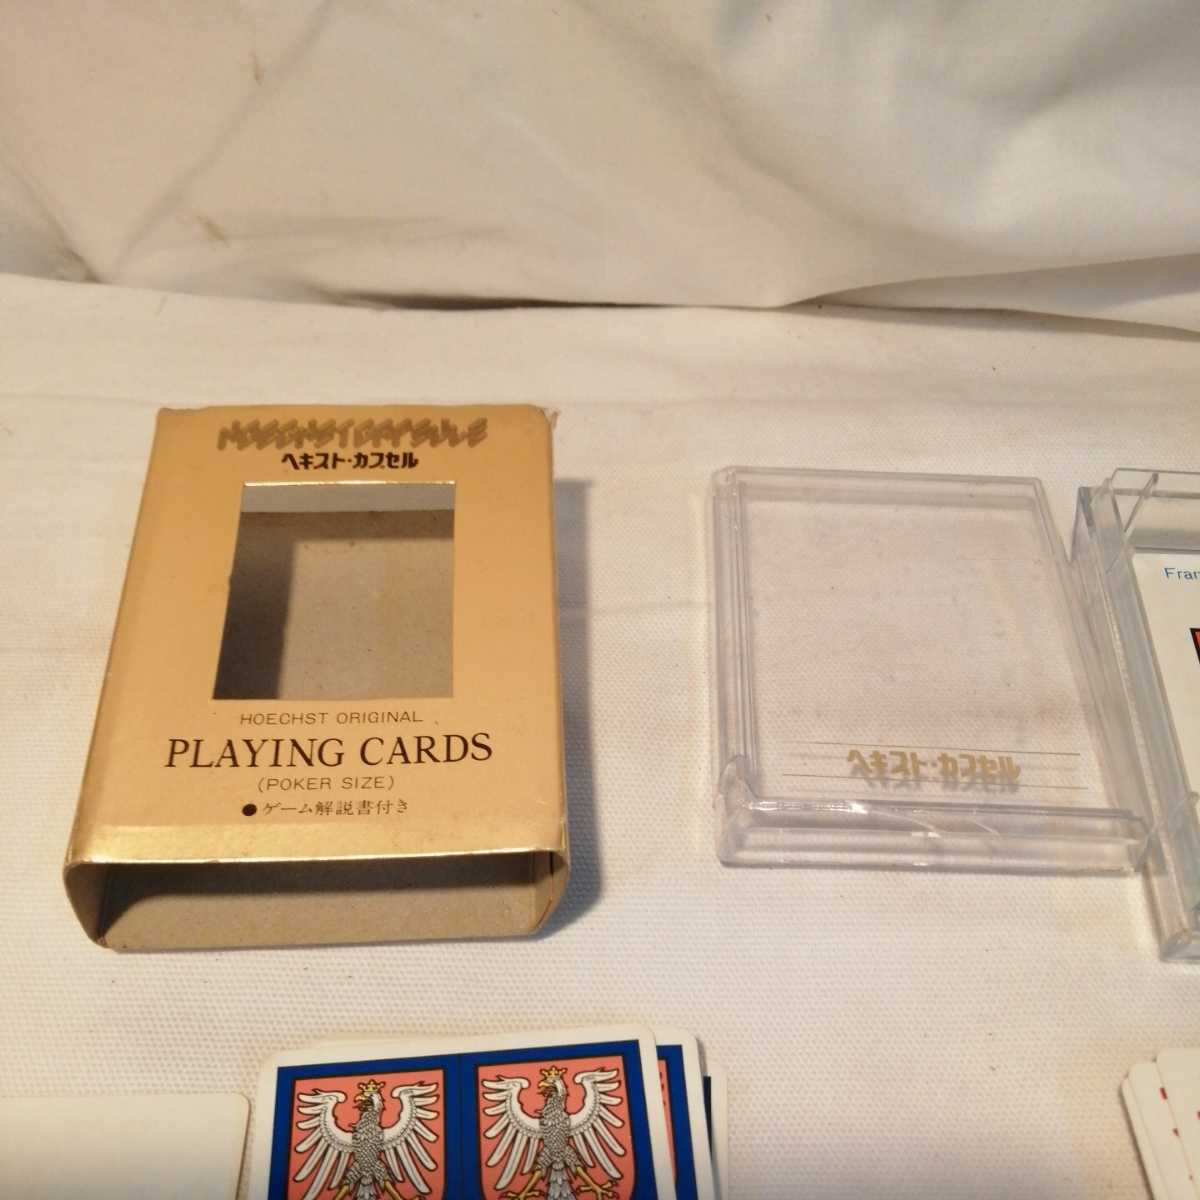 HOECHST CAPSULE
ヘキスト・カプセル
HOECHST ORIGINAL
PLAYING CARDS
(POKER SIZE)
●ゲーム解説書付き
ヘキスト・カプセル
Fran